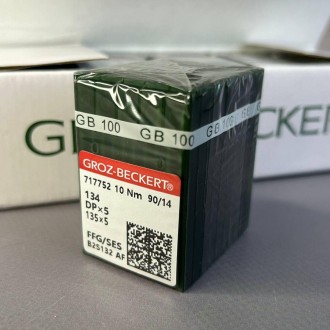 GB 100 GB 100 GB 100
GROZ-BECKERT®
717752 10 Nm 90/14
134
DP×5
135×5
FFG/SES
B25132 AF
G
BECKERT